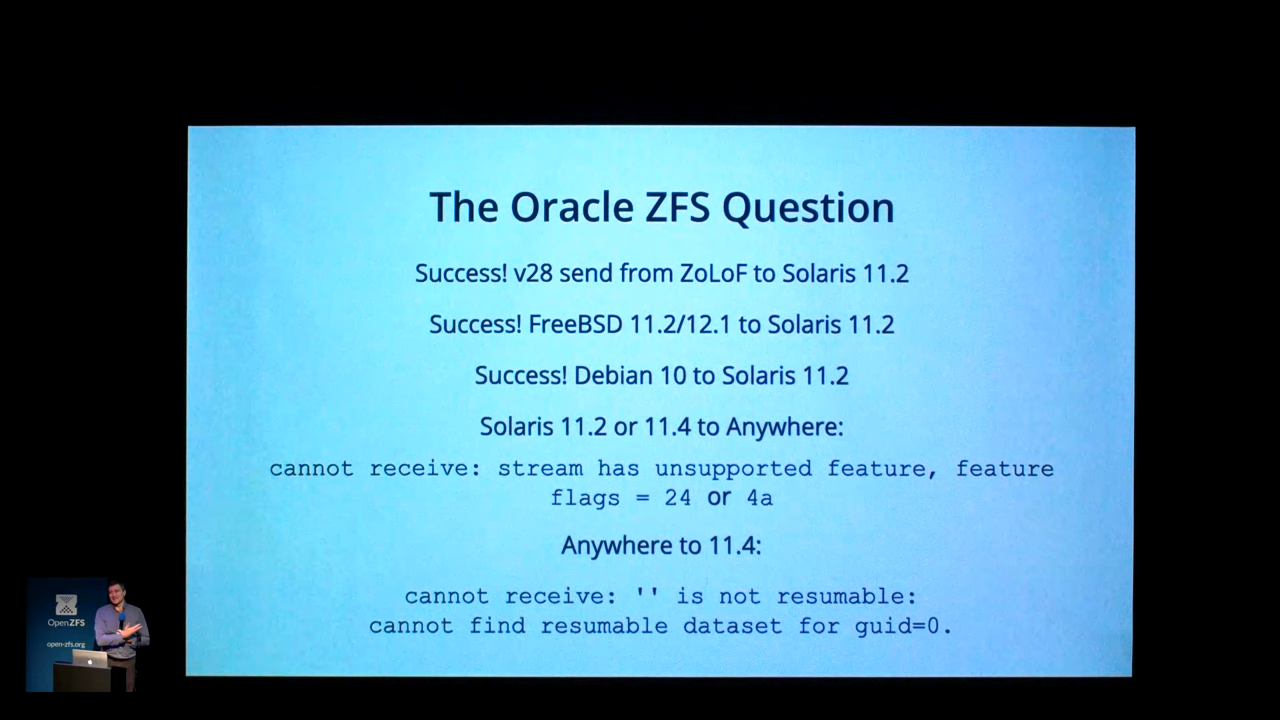 The Oracle ZFS Question
Success! v28 send from ZoLoF to Solaris 11.2
Success! FreeBSD 11.2/12.1 to Solaris 11.2
Success! Debian 10 to Solaris 11.2
Solaris 11.2 or 11.4 to Anywhere:
cannot receive: stream has unsupported feature, feature
flags = 24 or 4a
Anywhere to 11.4:
cannot receive: '' is not resumable:
cannot find resumable dataset for guid=0.
OpenZFS
open-zfs.org